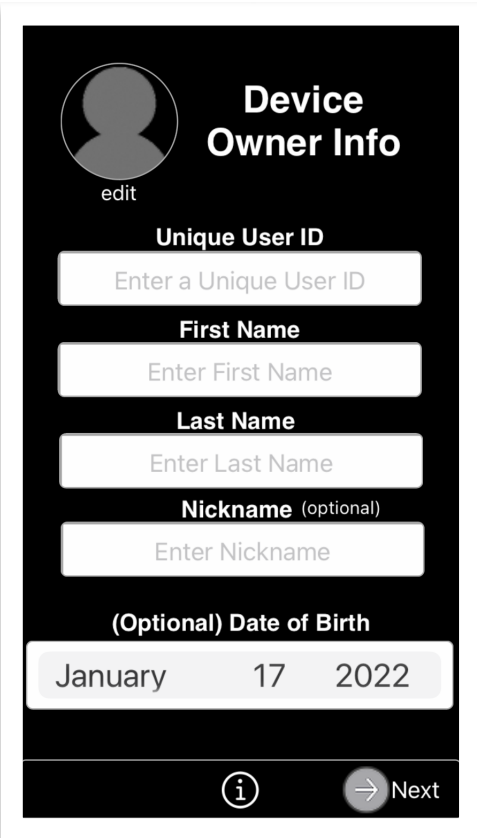 Device
Owner Info
edit
Unique User ID
Enter a Unique User ID
First Name
Enter First Name
Last Name
Enter Last Name
Nickname (optional)
Enter Nickname
(Optional) Date of Birth
January 17 2022
Next